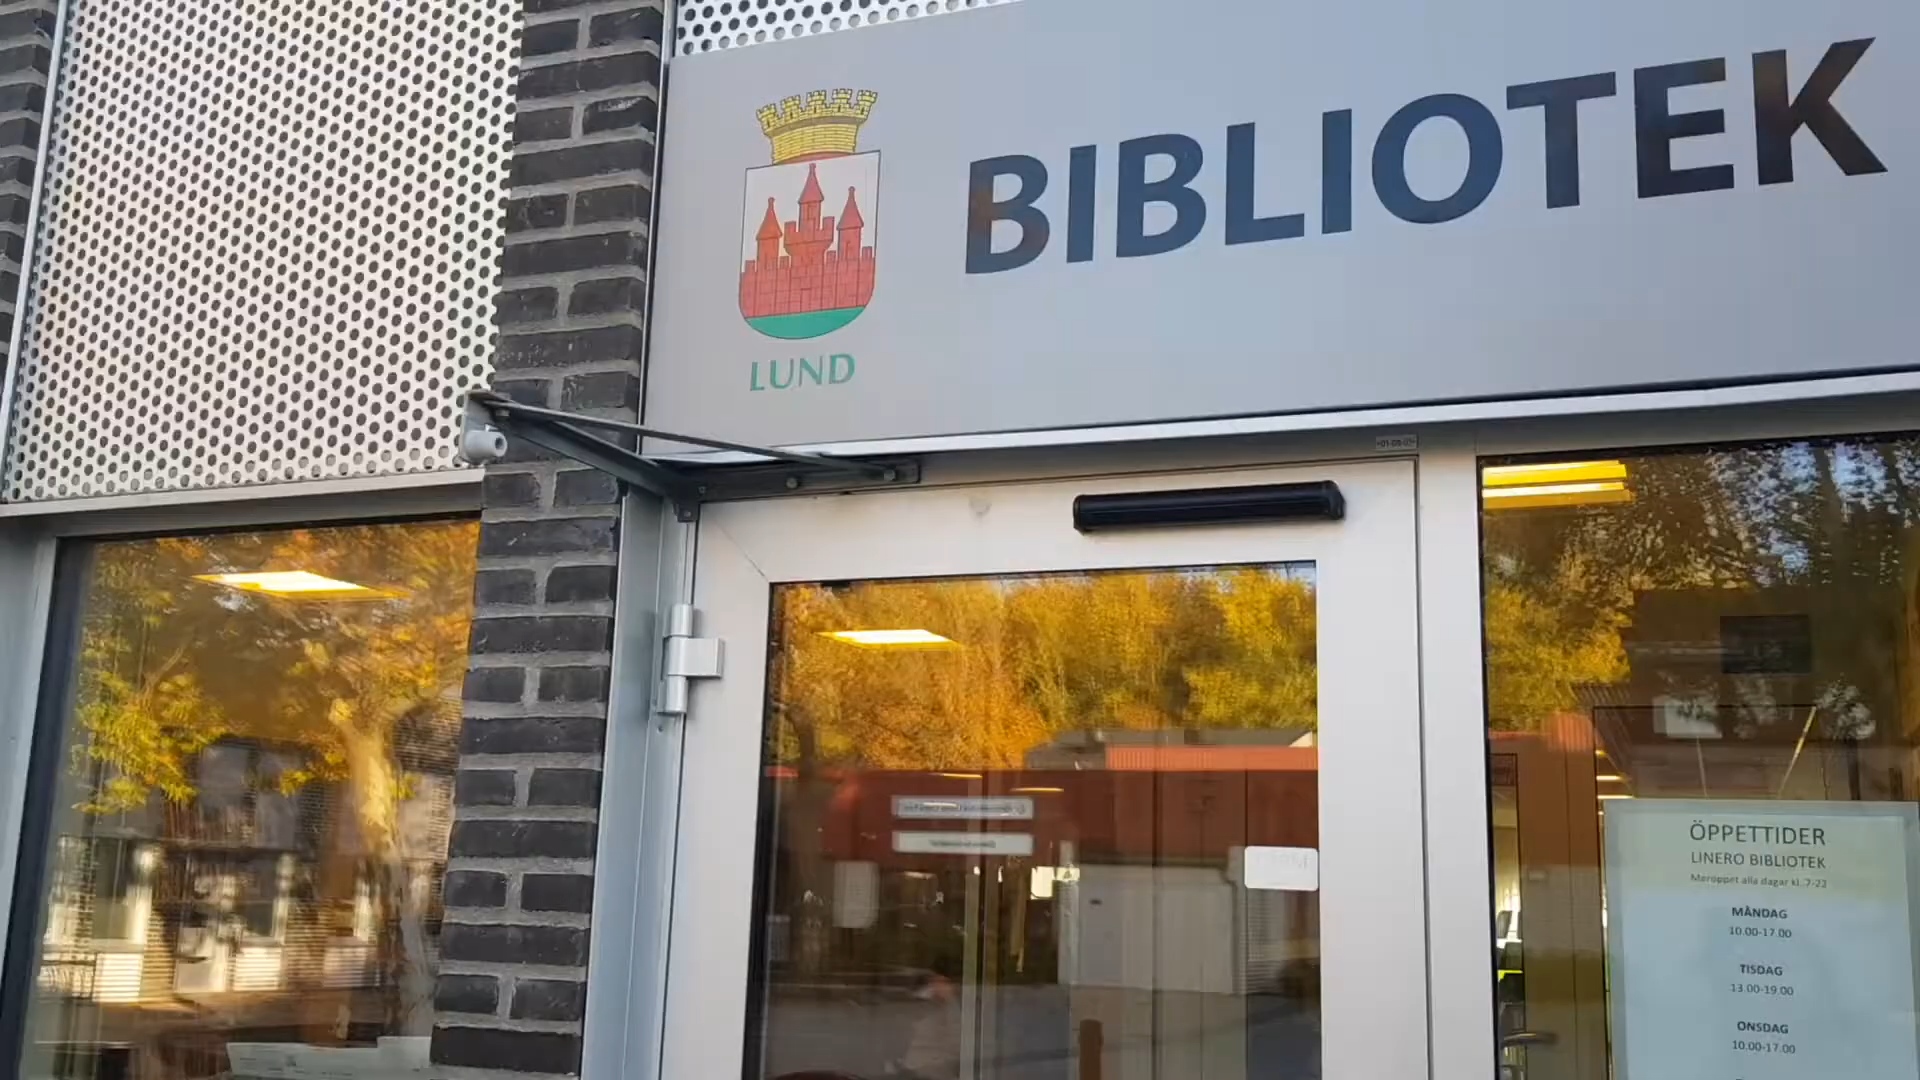 BIBLIOTEK
LUND
ÖPPETTIDER
LINERO BIBLIOTEK
Meröppet alla dagar kl. 7-22
MÅNDAG
10.00-17.00
TISDAG
13.00-19.00
ONSDAG
10.00-17.00